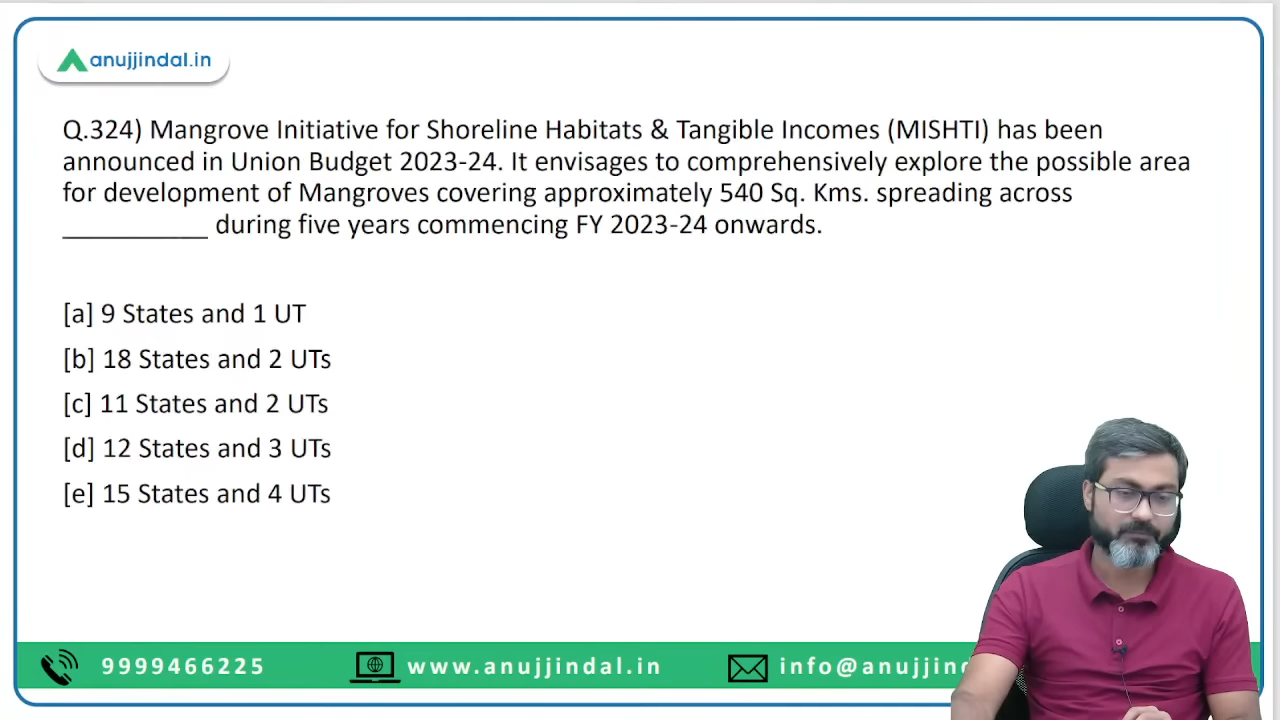 anujjindal.in
Q.324) Mangrove Initiative for Shoreline Habitats & Tangible Incomes (MISHTI) has been
announced in Union Budget 2023-24. It envisages to comprehensively explore the possible area
for development of Mangroves covering approximately 540 Sq. Kms. spreading across
___________ during five years commencing FY 2023-24 onwards.
[a] 9 States and 1 UT
[b] 18 States and 2 UTs
[c] 11 States and 2 UTs
[d] 12 States and 3 UTs
[e] 15 States and 4 UTs
9999466225 www.anujjindal.in info@anujjind